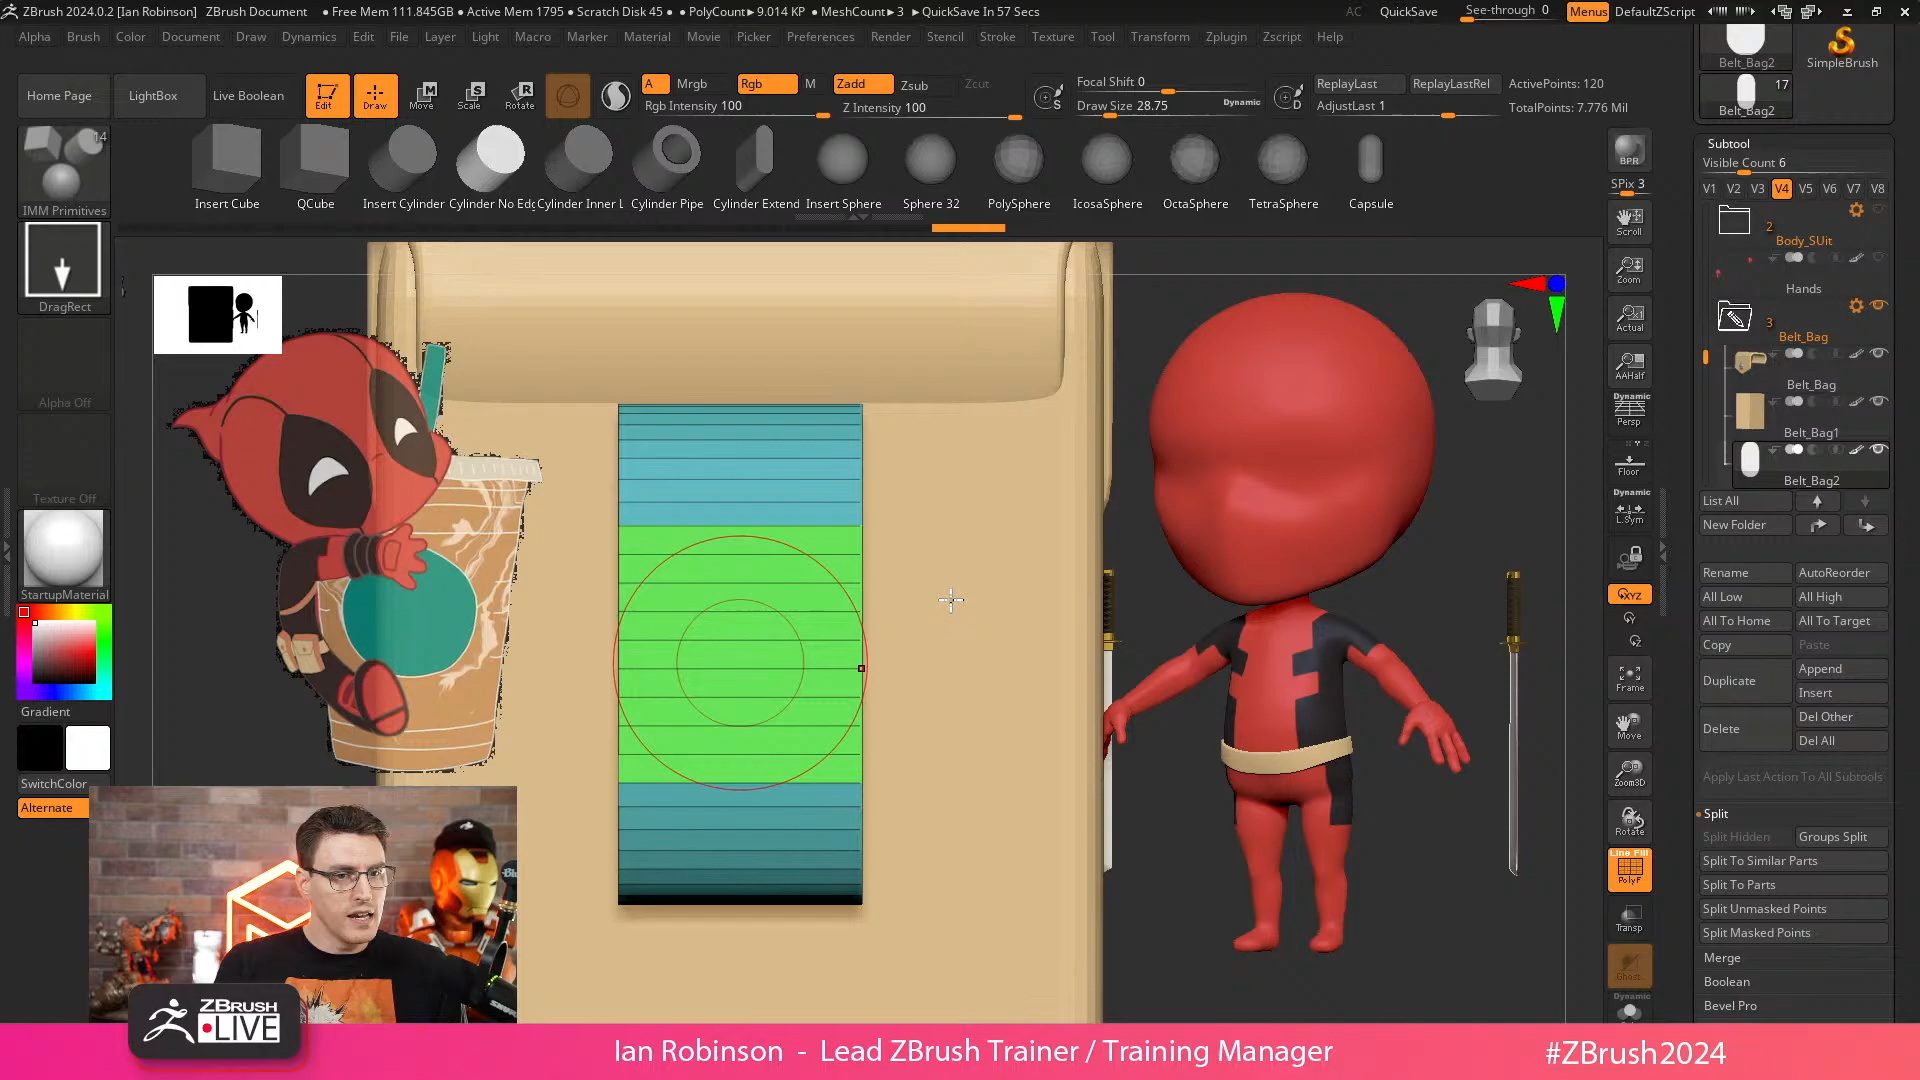 ZBrush 2024.0.2 [Ian Robinson] ZBrush Document ● Free Mem 111.845GB ● Active Mem 1795 ● Scratch Disk 45 ● ● PolyCount► 9.014 KP ● MeshCount► 3 ►QuickSave In 57 Secs AC QuickSave See-through 0 Menus DefaultZScript
Alpha Brush Color Document Draw Dynamics Edit File Layer Light Macro Marker Material Movie Picker Preferences Render Stencil Stroke Texture Tool Transform Zplugin Zscript Help
Home Page LightBox Live Boolean Edit Draw Move Scale Rotate
A Mrgb Rgb M Zadd Zsub Zcut
Rgb Intensity 100 Z Intensity 100
Focal Shift 0
Draw Size 28.75 Dynamic
S D
ReplayLast ReplayLastRel ActivePoints: 120
AdjustLast 1 TotalPoints: 7.776 Mil
14
IMM Primitives
Insert Cube QCube Insert Cylinder Cylinder No Edg Cylinder Inner L Cylinder Pipe Cylinder Extend Insert Sphere Sphere 32 PolySphere IcosaSphere OctaSphere TetraSphere Capsule
DragRect
Alpha Off
Texture Off
StartupMaterial
Gradient
SwitchColor
Alternate
BPR
SPix 3
Scroll
Zoom
Actual
AAHalf
Dynamic
Persp
Floor
Dynamic
L.Sym
XYZ
Frame
Move
Zoom3D
Rotate
Line Fill
PolyF
Transp
Ghost
Dynamic
Belt_Bag2 SimpleBrush
17
Belt_Bag2
Subtool
Visible Count 6
V1 V2 V3 V4 V5 V6 V7 V8
2
Body_SUit
Hands
3
Belt_Bag
Belt_Bag
Belt_Bag1
Belt_Bag2
List All
New Folder
Rename AutoReorder
All Low All High
All To Home All To Target
Copy Paste
Duplicate Append
Insert
Delete Del Other
Del All
Apply Last Action To All Subtools
Split
Split Hidden Groups Split
Split To Similar Parts
Split To Parts
Split Unmasked Points
Split Masked Points
Merge
Boolean
Bevel Pro
ZBRUSH
LIVE
Ian Robinson - Lead ZBrush Trainer / Training Manager
#ZBrush2024